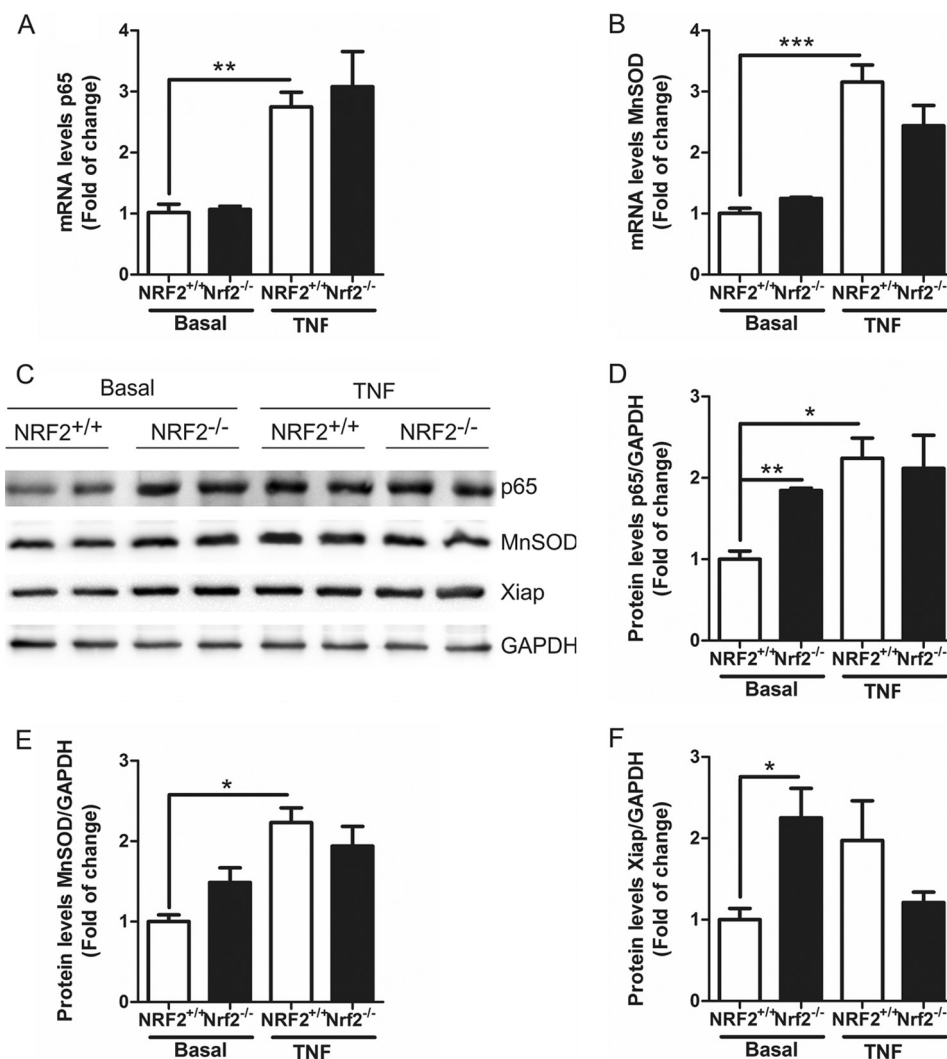 A
mRNA levels p65
(Fold of change)
4
3
2
1
0
**
NRF2+/+ Nrf2-/- NRF2+/+ Nrf2-/-
Basal TNF
B
mRNA levels MnSOD
(Fold of change)
4
3
2
1
0
***
NRF2+/+ Nrf2-/- NRF2+/+ Nrf2-/-
Basal TNF
C
Basal TNF
NRF2+/+ NRF2-/- NRF2+/+ NRF2-/-
p65
MnSOD
Xiap
GAPDH
D
Protein levels p65/GAPDH
(Fold of change)
3
2
1
0
*
**
NRF2+/+ Nrf2-/- NRF2+/+ Nrf2-/-
Basal TNF
E
Protein levels MnSOD/GAPDH
(Fold of change)
3
2
1
0
*
NRF2+/+ Nrf2-/- NRF2+/+ Nrf2-/-
Basal TNF
F
Protein levels Xiap/GAPDH
(Fold of change)
3
2
1
0
*
NRF2+/+ Nrf2-/- NRF2+/+ Nrf2-/-
Basal TNF